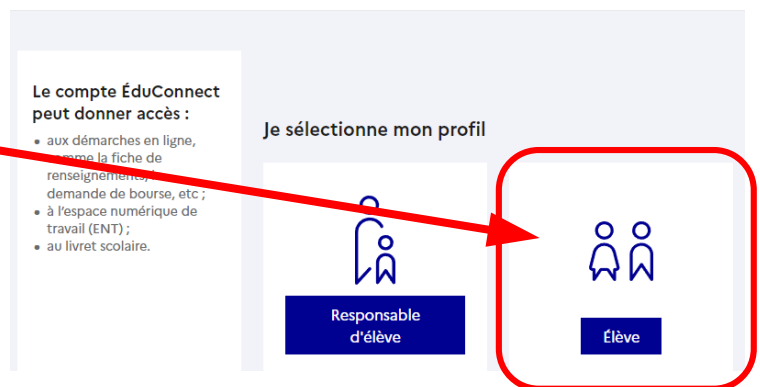 Le compte ÉduConnect
peut donner accès :
aux démarches en ligne,
comme la fiche de
renseignements,
demande de bourse, etc ;
à l'espace numérique de
travail (ENT) ;
au livret scolaire.
Je sélectionne mon profil
Responsable
d'élève
Élève